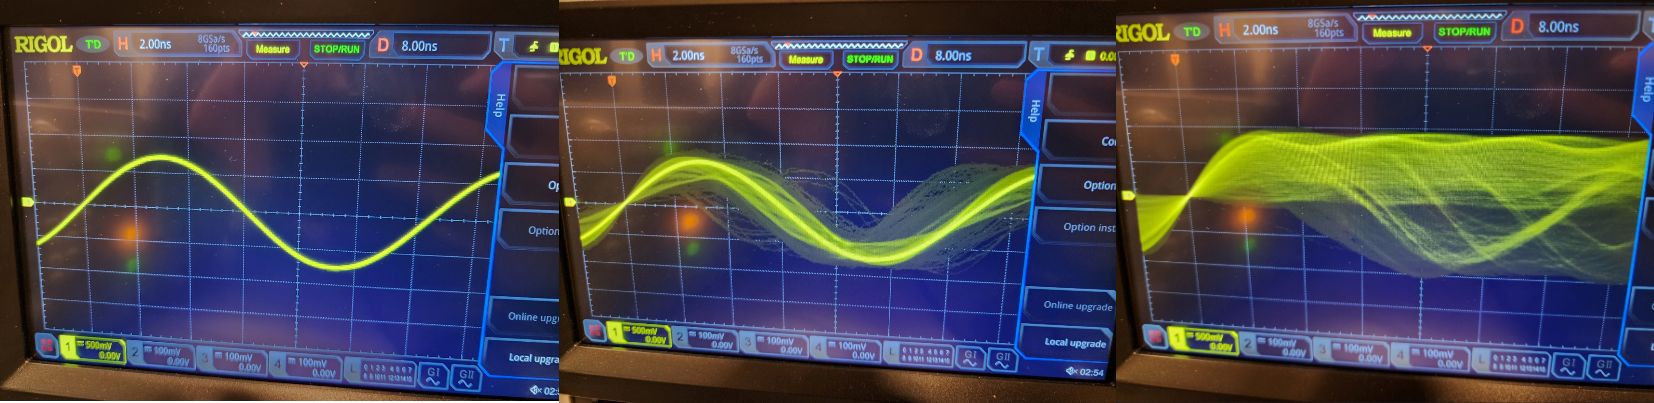 RIGOL T'D H 2.00ns 8GSa/s 160pts Measure STOP/RUN D 8.00ns T
Help
Op
Option
Online upg
Local upgra
1 500mV 0.00V 2 100mV 0.00V 3 100mV 0.00V 4 100mV 0.00V L 0 1 2 3 4 5 6 7 8 9 10 11 12 13 14 15 GI GII
02:5
RIGOL T'D H 2.00ns 8GSa/s 160pts Measure STOP/RUN D 8.00ns T 0.0
Help
Co
Option
Option inst
Online upgrade
Local upgrade
1 500mV 0.00V 2 100mV 0.00V 3 100mV 0.00V 4 100mV 0.00V L 0 1 2 3 4 5 6 7 8 9 10 11 12 13 14 15 GI GII
02:54
RIGOL T'D H 2.00ns 8GSa/s 160pts Measure STOP/RUN D 8.00ns
Help
1 500mV 0.00V 2 100mV 0.00V 3 100mV 0.00V 4 100mV 0.00V L 0 1 2 3 4 5 6 7 8 9 10 11 12 13 14 15 GI GII